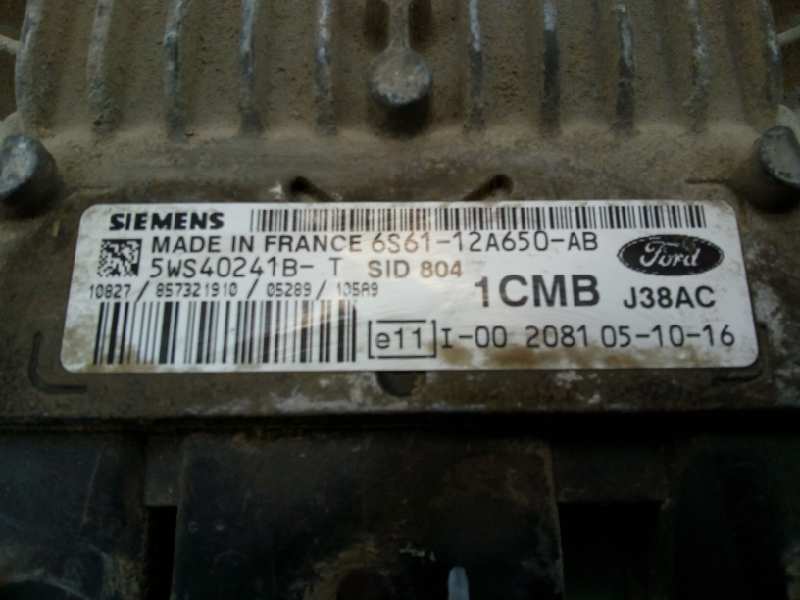 SIEMENS
MADE IN FRANCE 6S61-12A650-AB
5WS40241B-T SID 804
Ford
10827/857321910/05289/105A9
1CMB J38AC
e11 I-00 2081 05-10-16